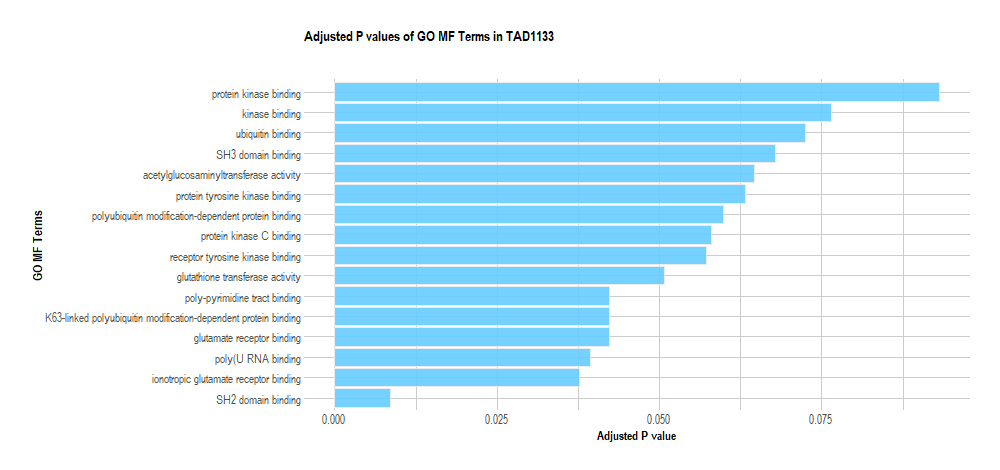 Adjusted P values of GO MF Terms in TAD1133
protein kinase binding
kinase binding
ubiquitin binding
SH3 domain binding
acetylglucosaminyltransferase activity
protein tyrosine kinase binding
polyubiquitin modification-dependent protein binding
protein kinase C binding
receptor tyrosine kinase binding
glutathione transferase activity
poly-pyrimidine tract binding
K63-linked polyubiquitin modification-dependent protein binding
glutamate receptor binding
poly(U RNA binding
ionotropic glutamate receptor binding
SH2 domain binding
GO MF Terms
0.000 0.025 0.050 0.075
Adjusted P value